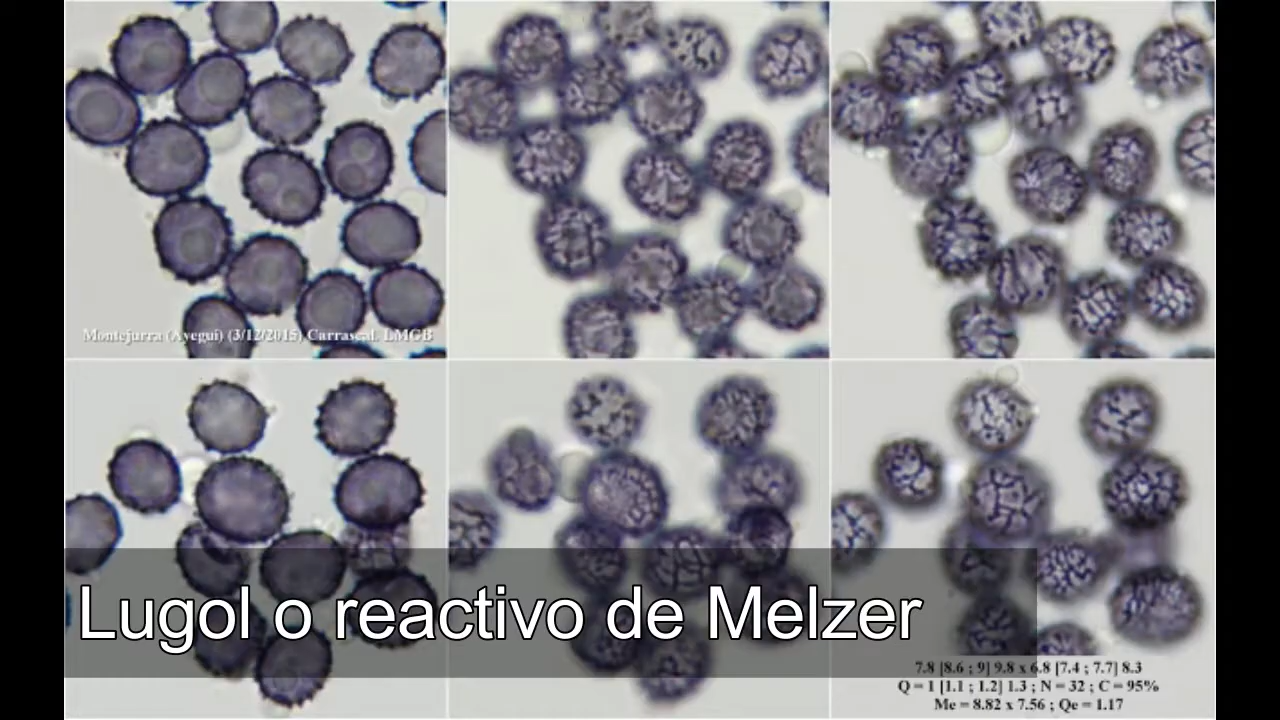 Montejurra (Ayegui) (3/12/2015) Carrascal. LMGB
Lugol o reactivo de Melzer
7.8 [8.6 ; 9] 9.8 x 6.8 [7.4 ; 7.7] 8.3
Q = 1 [1.1 ; 1.2] 1.3 ; N = 32 ; C = 95%
Me = 8.82 x 7.56 ; Qe = 1.17